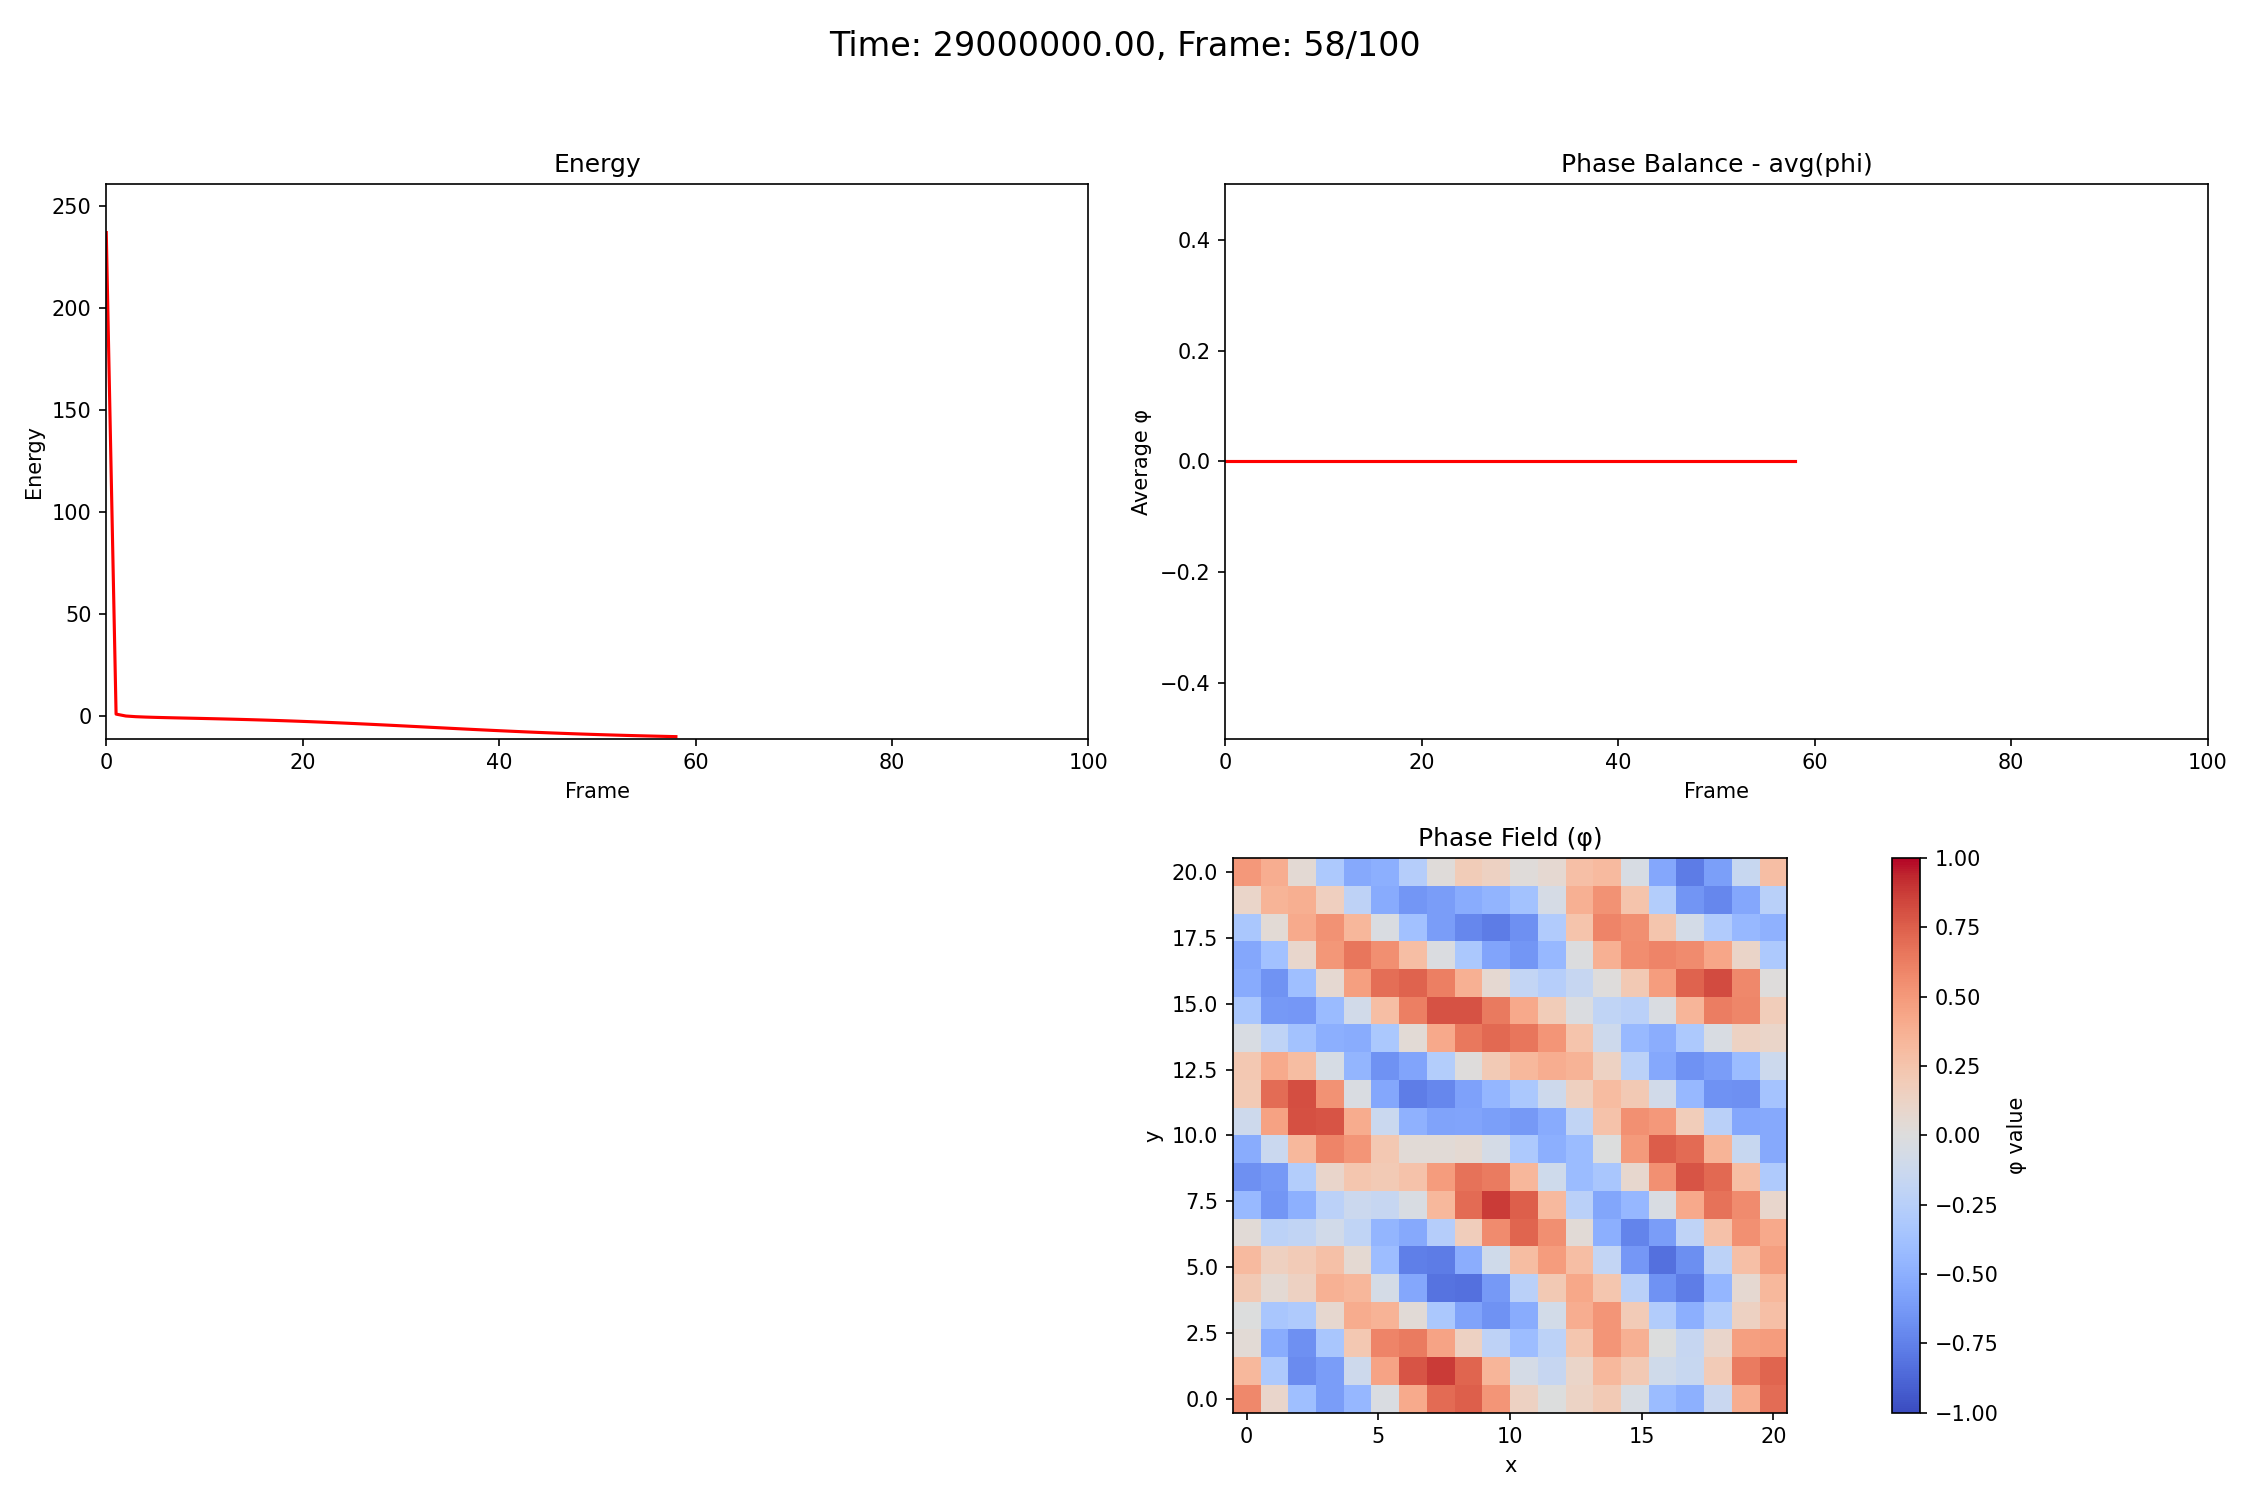 Time: 29000000.00, Frame: 58/100
Energy
250
200
150
100
50
0
Energy
0 20 40 60 80 100
Frame
Phase Balance - avg(phi)
0.4
0.2
0.0
−0.2
−0.4
Average φ
0 20 40 60 80 100
Frame
Phase Field (φ)
20.0
17.5
15.0
12.5
10.0
7.5
5.0
2.5
0.0
y
0 5 10 15 20
x
1.00
0.75
0.50
0.25
0.00
−0.25
−0.50
−0.75
−1.00
φ value